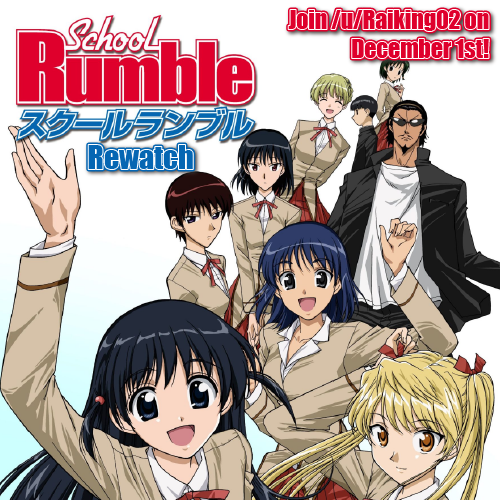 School
Rumble
スクールランブル
Rewatch
Join /u/Raiking02 on
December 1st!